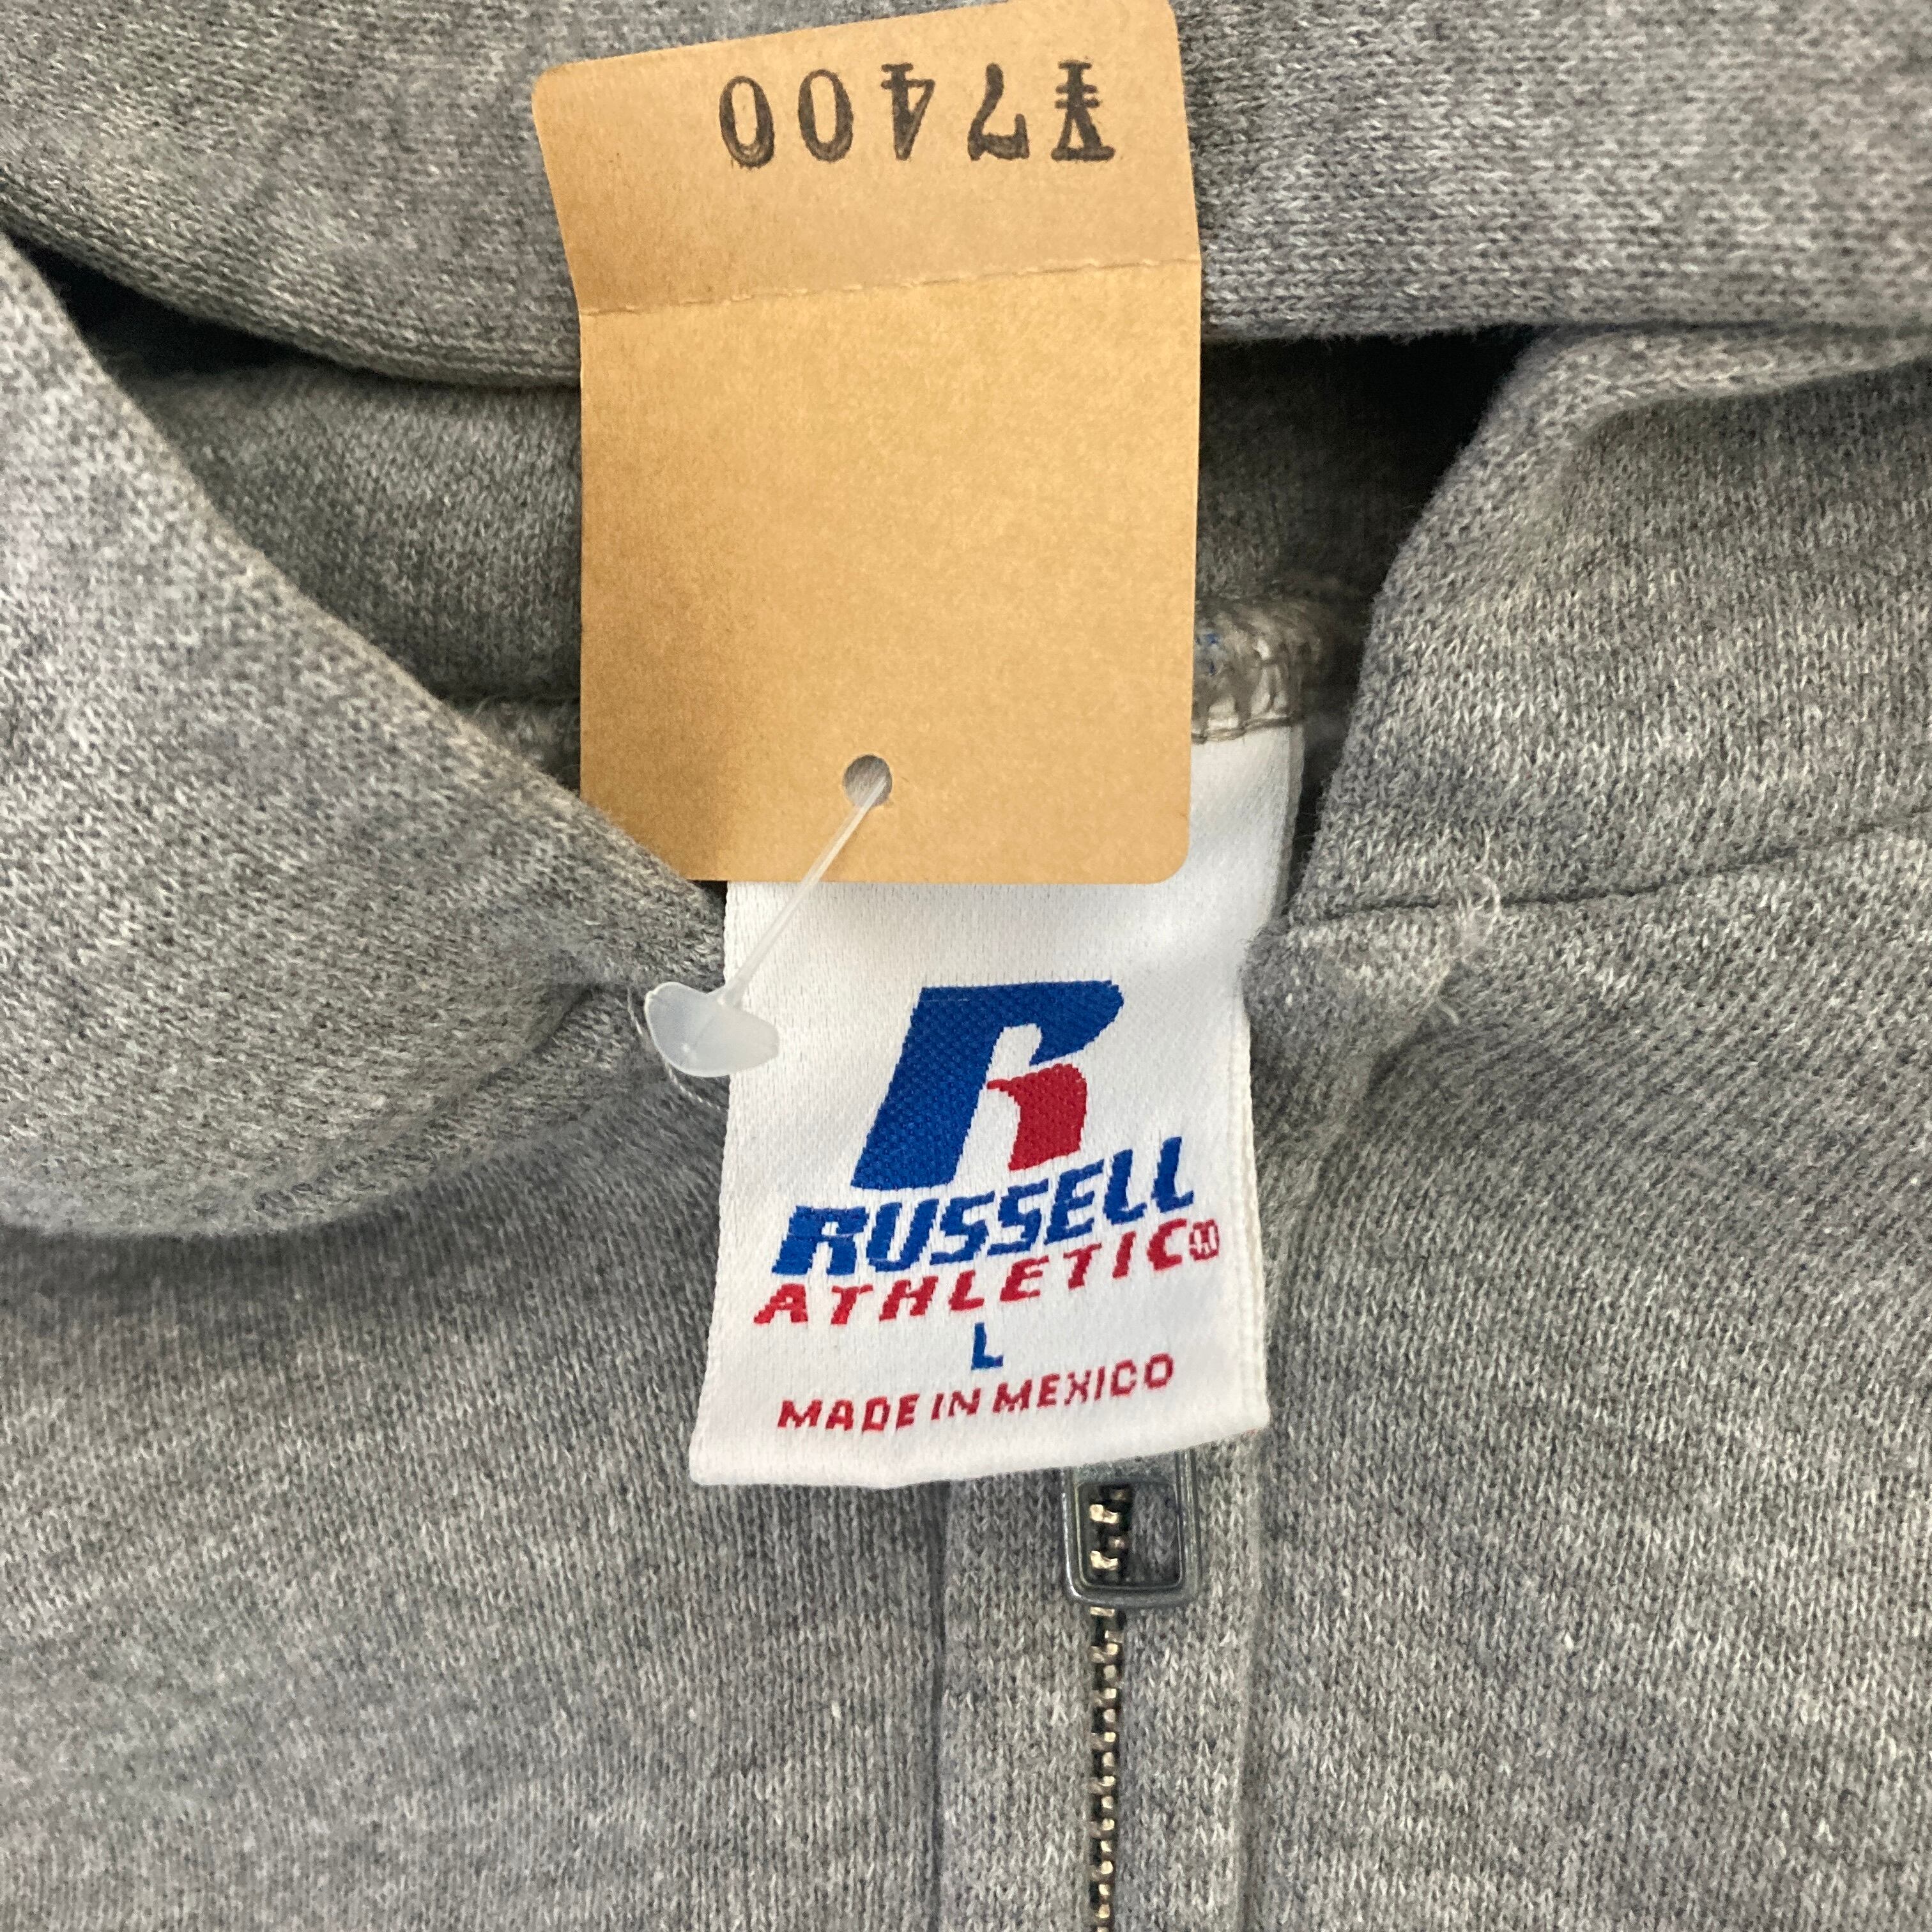 ¥7400
RUSSELL
ATHLETIC®
L
MADE IN MEXICO